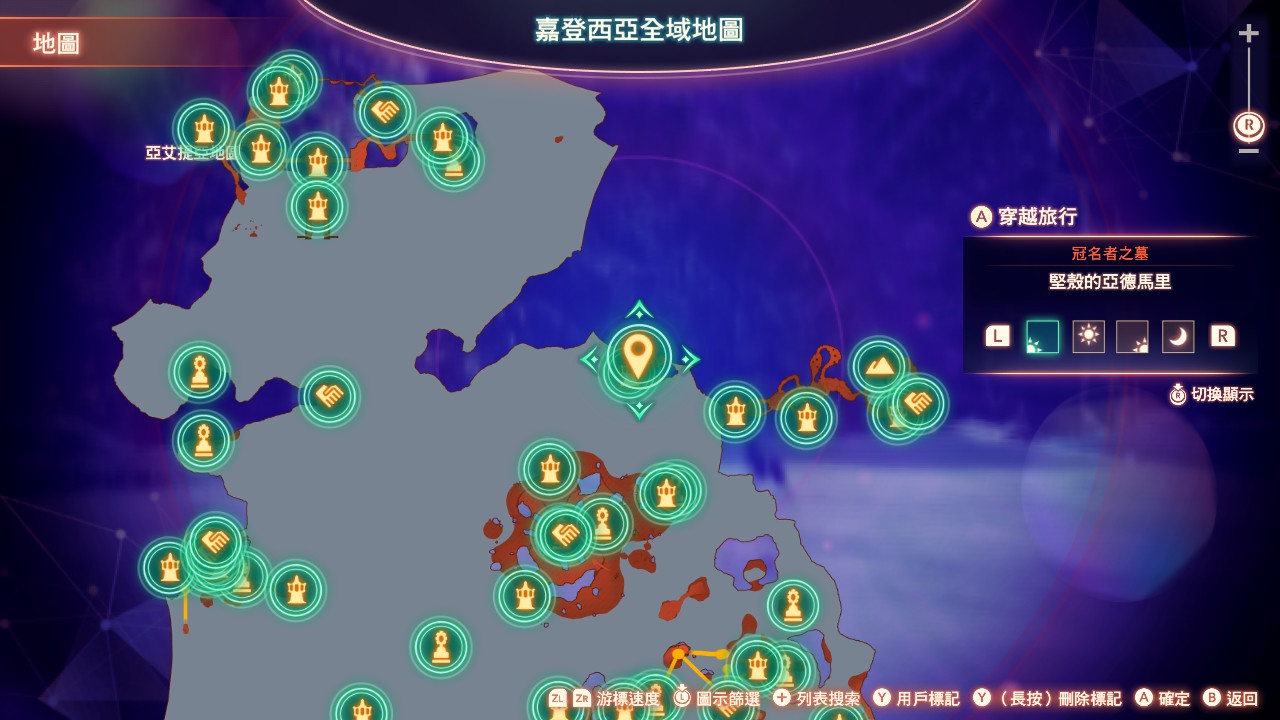 地圖
嘉登西亞全域地圖
亞艾提亞地圖
R
A 穿越旅行
冠名者之墓
堅殼的亞德馬里
L R
R 切換顯示
ZL ZR 游標速度 L 圖示篩選 + 列表搜索 Y 用戶標記 Y （長按）刪除標記 A 確定 B 返回